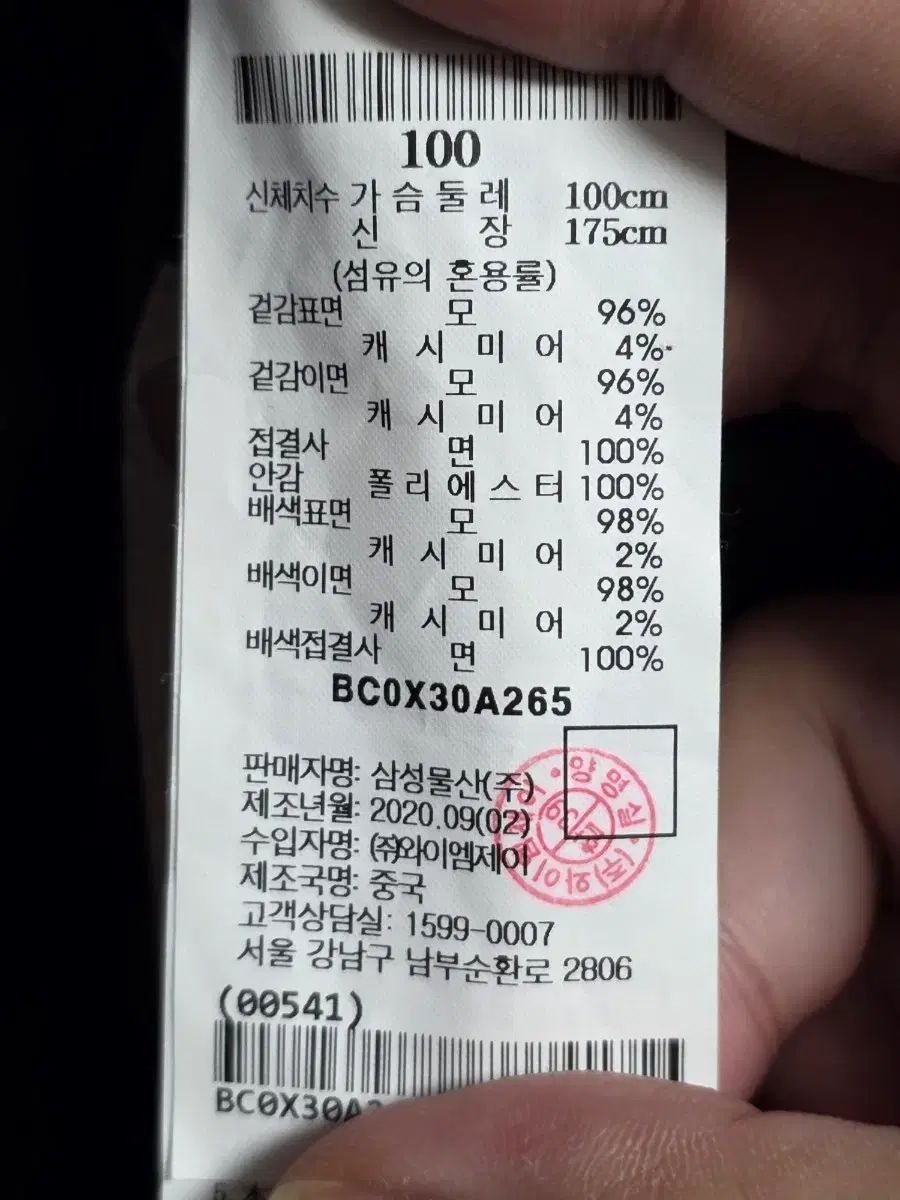 100
신체치수 가슴둘레 100cm
신장 175cm
(섬유의 혼용률)
겉감표면 모 96%
캐시미어 4%
겉감이면 모 96%
캐시미어 4%
접결사 면 100%
안감 폴리에스터 100%
배색표면 모 98%
캐시미어 2%
배색이면 모 98%
캐시미어 2%
배색접결사 면 100%
BC0X30A265
판매자명: 삼성물산(주)
제조년월: 2020.09(02)
수입자명: ㈜와이엠제이
제조국명: 중국
고객상담실: 1599-0007
서울 강남구 남부순환로 2806
(00541)
BC0X30A